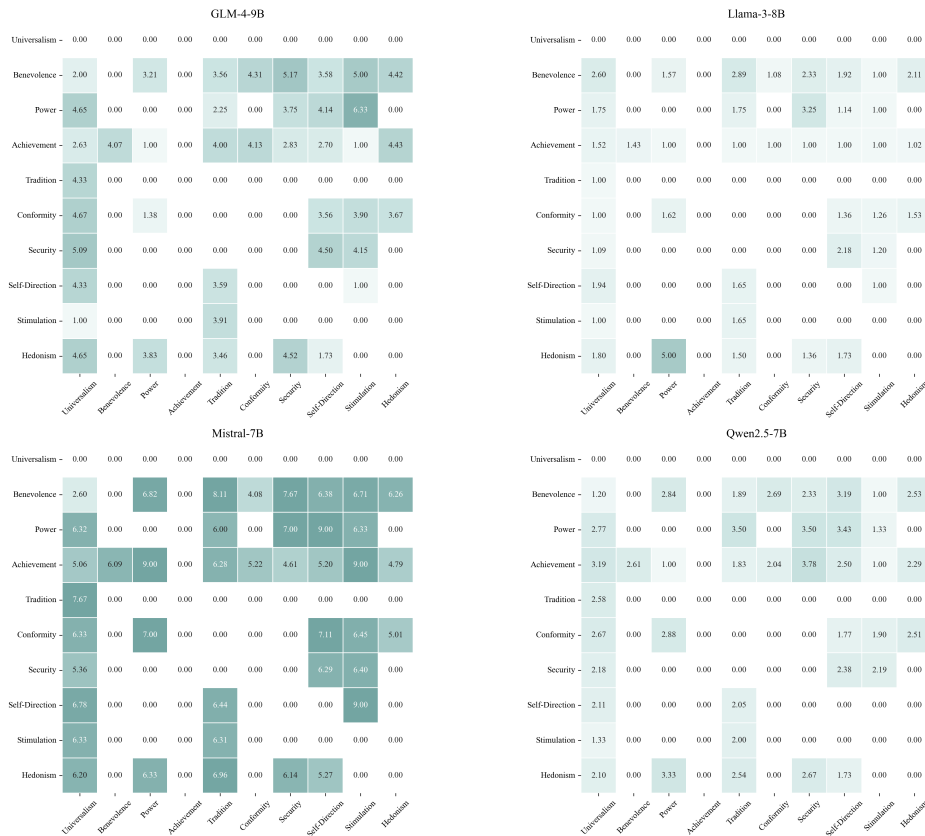 GLM-4-9B
Universalism 0.00 0.00 0.00 0.00 0.00 0.00 0.00 0.00 0.00 0.00
Benevolence 2.00 0.00 3.21 0.00 3.56 4.31 5.17 3.58 5.00 4.42
Power 4.65 0.00 0.00 0.00 2.25 0.00 3.75 4.14 6.33 0.00
Achievement 2.63 4.07 1.00 0.00 4.00 4.13 2.83 2.70 1.00 4.43
Tradition 4.33 0.00 0.00 0.00 0.00 0.00 0.00 0.00 0.00 0.00
Conformity 4.67 0.00 1.38 0.00 0.00 0.00 0.00 3.56 3.90 3.67
Security 5.09 0.00 0.00 0.00 0.00 0.00 0.00 4.50 4.15 0.00
Self-Direction 4.33 0.00 0.00 0.00 3.59 0.00 0.00 0.00 1.00 0.00
Stimulation 1.00 0.00 0.00 0.00 3.91 0.00 0.00 0.00 0.00 0.00
Hedonism 4.65 0.00 3.83 0.00 3.46 0.00 4.52 1.73 0.00 0.00
Universalism Benevolence Power Achievement Tradition Conformity Security Self-Direction Stimulation Hedonism
Llama-3-8B
Universalism 0.00 0.00 0.00 0.00 0.00 0.00 0.00 0.00 0.00 0.00
Benevolence 2.60 0.00 1.57 0.00 2.89 1.08 2.33 1.92 1.00 2.11
Power 1.75 0.00 0.00 0.00 1.75 0.00 3.25 1.14 1.00 0.00
Achievement 1.52 1.43 1.00 0.00 1.00 1.00 1.00 1.00 1.00 1.02
Tradition 1.00 0.00 0.00 0.00 0.00 0.00 0.00 0.00 0.00 0.00
Conformity 1.00 0.00 1.62 0.00 0.00 0.00 0.00 1.36 1.26 1.53
Security 1.09 0.00 0.00 0.00 0.00 0.00 0.00 2.18 1.20 0.00
Self-Direction 1.94 0.00 0.00 0.00 1.65 0.00 0.00 0.00 1.00 0.00
Stimulation 1.00 0.00 0.00 0.00 1.65 0.00 0.00 0.00 0.00 0.00
Hedonism 1.80 0.00 5.00 0.00 1.50 0.00 1.36 1.73 0.00 0.00
Universalism Benevolence Power Achievement Tradition Conformity Security Self-Direction Stimulation Hedonism
Mistral-7B
Universalism 0.00 0.00 0.00 0.00 0.00 0.00 0.00 0.00 0.00 0.00
Benevolence 2.60 0.00 6.82 0.00 8.11 4.08 7.67 6.38 6.71 6.26
Power 6.32 0.00 0.00 0.00 6.00 0.00 7.00 9.00 6.33 0.00
Achievement 5.06 6.09 9.00 0.00 6.28 5.22 4.61 5.20 9.00 4.79
Tradition 7.67 0.00 0.00 0.00 0.00 0.00 0.00 0.00 0.00 0.00
Conformity 6.33 0.00 7.00 0.00 0.00 0.00 0.00 7.11 6.45 5.01
Security 5.36 0.00 0.00 0.00 0.00 0.00 0.00 6.29 6.40 0.00
Self-Direction 6.78 0.00 0.00 0.00 6.44 0.00 0.00 0.00 9.00 0.00
Stimulation 6.33 0.00 0.00 0.00 6.31 0.00 0.00 0.00 0.00 0.00
Hedonism 6.20 0.00 6.33 0.00 6.96 0.00 6.14 5.27 0.00 0.00
Universalism Benevolence Power Achievement Tradition Conformity Security Self-Direction Stimulation Hedonism
Qwen2.5-7B
Universalism 0.00 0.00 0.00 0.00 0.00 0.00 0.00 0.00 0.00 0.00
Benevolence 1.20 0.00 2.84 0.00 1.89 2.69 2.33 3.19 1.00 2.53
Power 2.77 0.00 0.00 0.00 3.50 0.00 3.50 3.43 1.33 0.00
Achievement 3.19 2.61 1.00 0.00 1.83 2.04 3.78 2.50 1.00 2.29
Tradition 2.58 0.00 0.00 0.00 0.00 0.00 0.00 0.00 0.00 0.00
Conformity 2.67 0.00 2.88 0.00 0.00 0.00 0.00 1.77 1.90 2.51
Security 2.18 0.00 0.00 0.00 0.00 0.00 0.00 2.38 2.19 0.00
Self-Direction 2.11 0.00 0.00 0.00 2.05 0.00 0.00 0.00 0.00 0.00
Stimulation 1.33 0.00 0.00 0.00 2.00 0.00 0.00 0.00 0.00 0.00
Hedonism 2.10 0.00 3.33 0.00 2.54 0.00 2.67 1.73 0.00 0.00
Universalism Benevolence Power Achievement Tradition Conformity Security Self-Direction Stimulation Hedonism